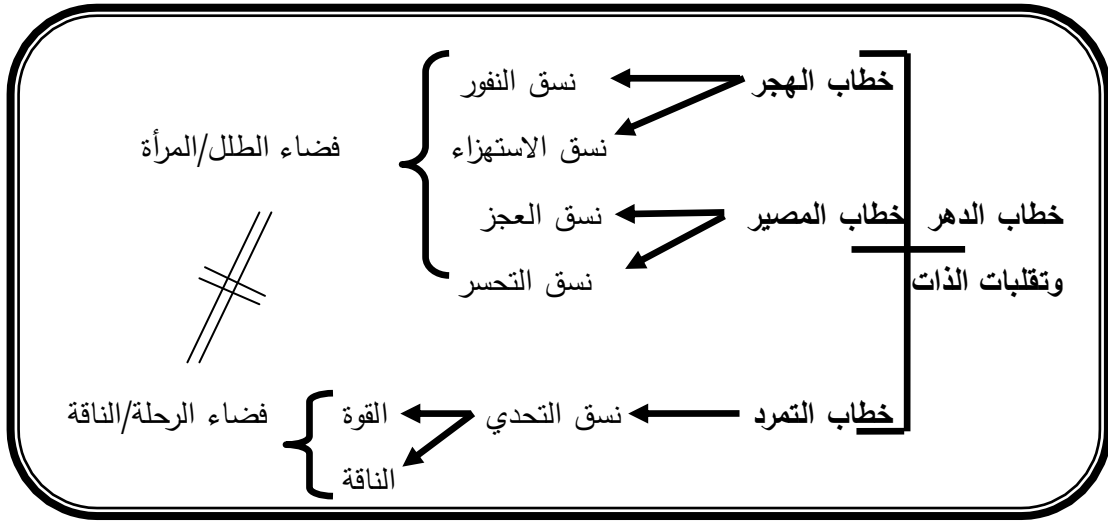 خطاب الهجر
نسق النفور
نسق الاستهزاء
فضاء الطلل/المرأة
خطاب الدهر
وتقلبات الذات
خطاب المصير
نسق العجز
نسق التحسر
خطاب التمرد
نسق التحدي
القوة
الناقة
فضاء الرحلة/الناقة